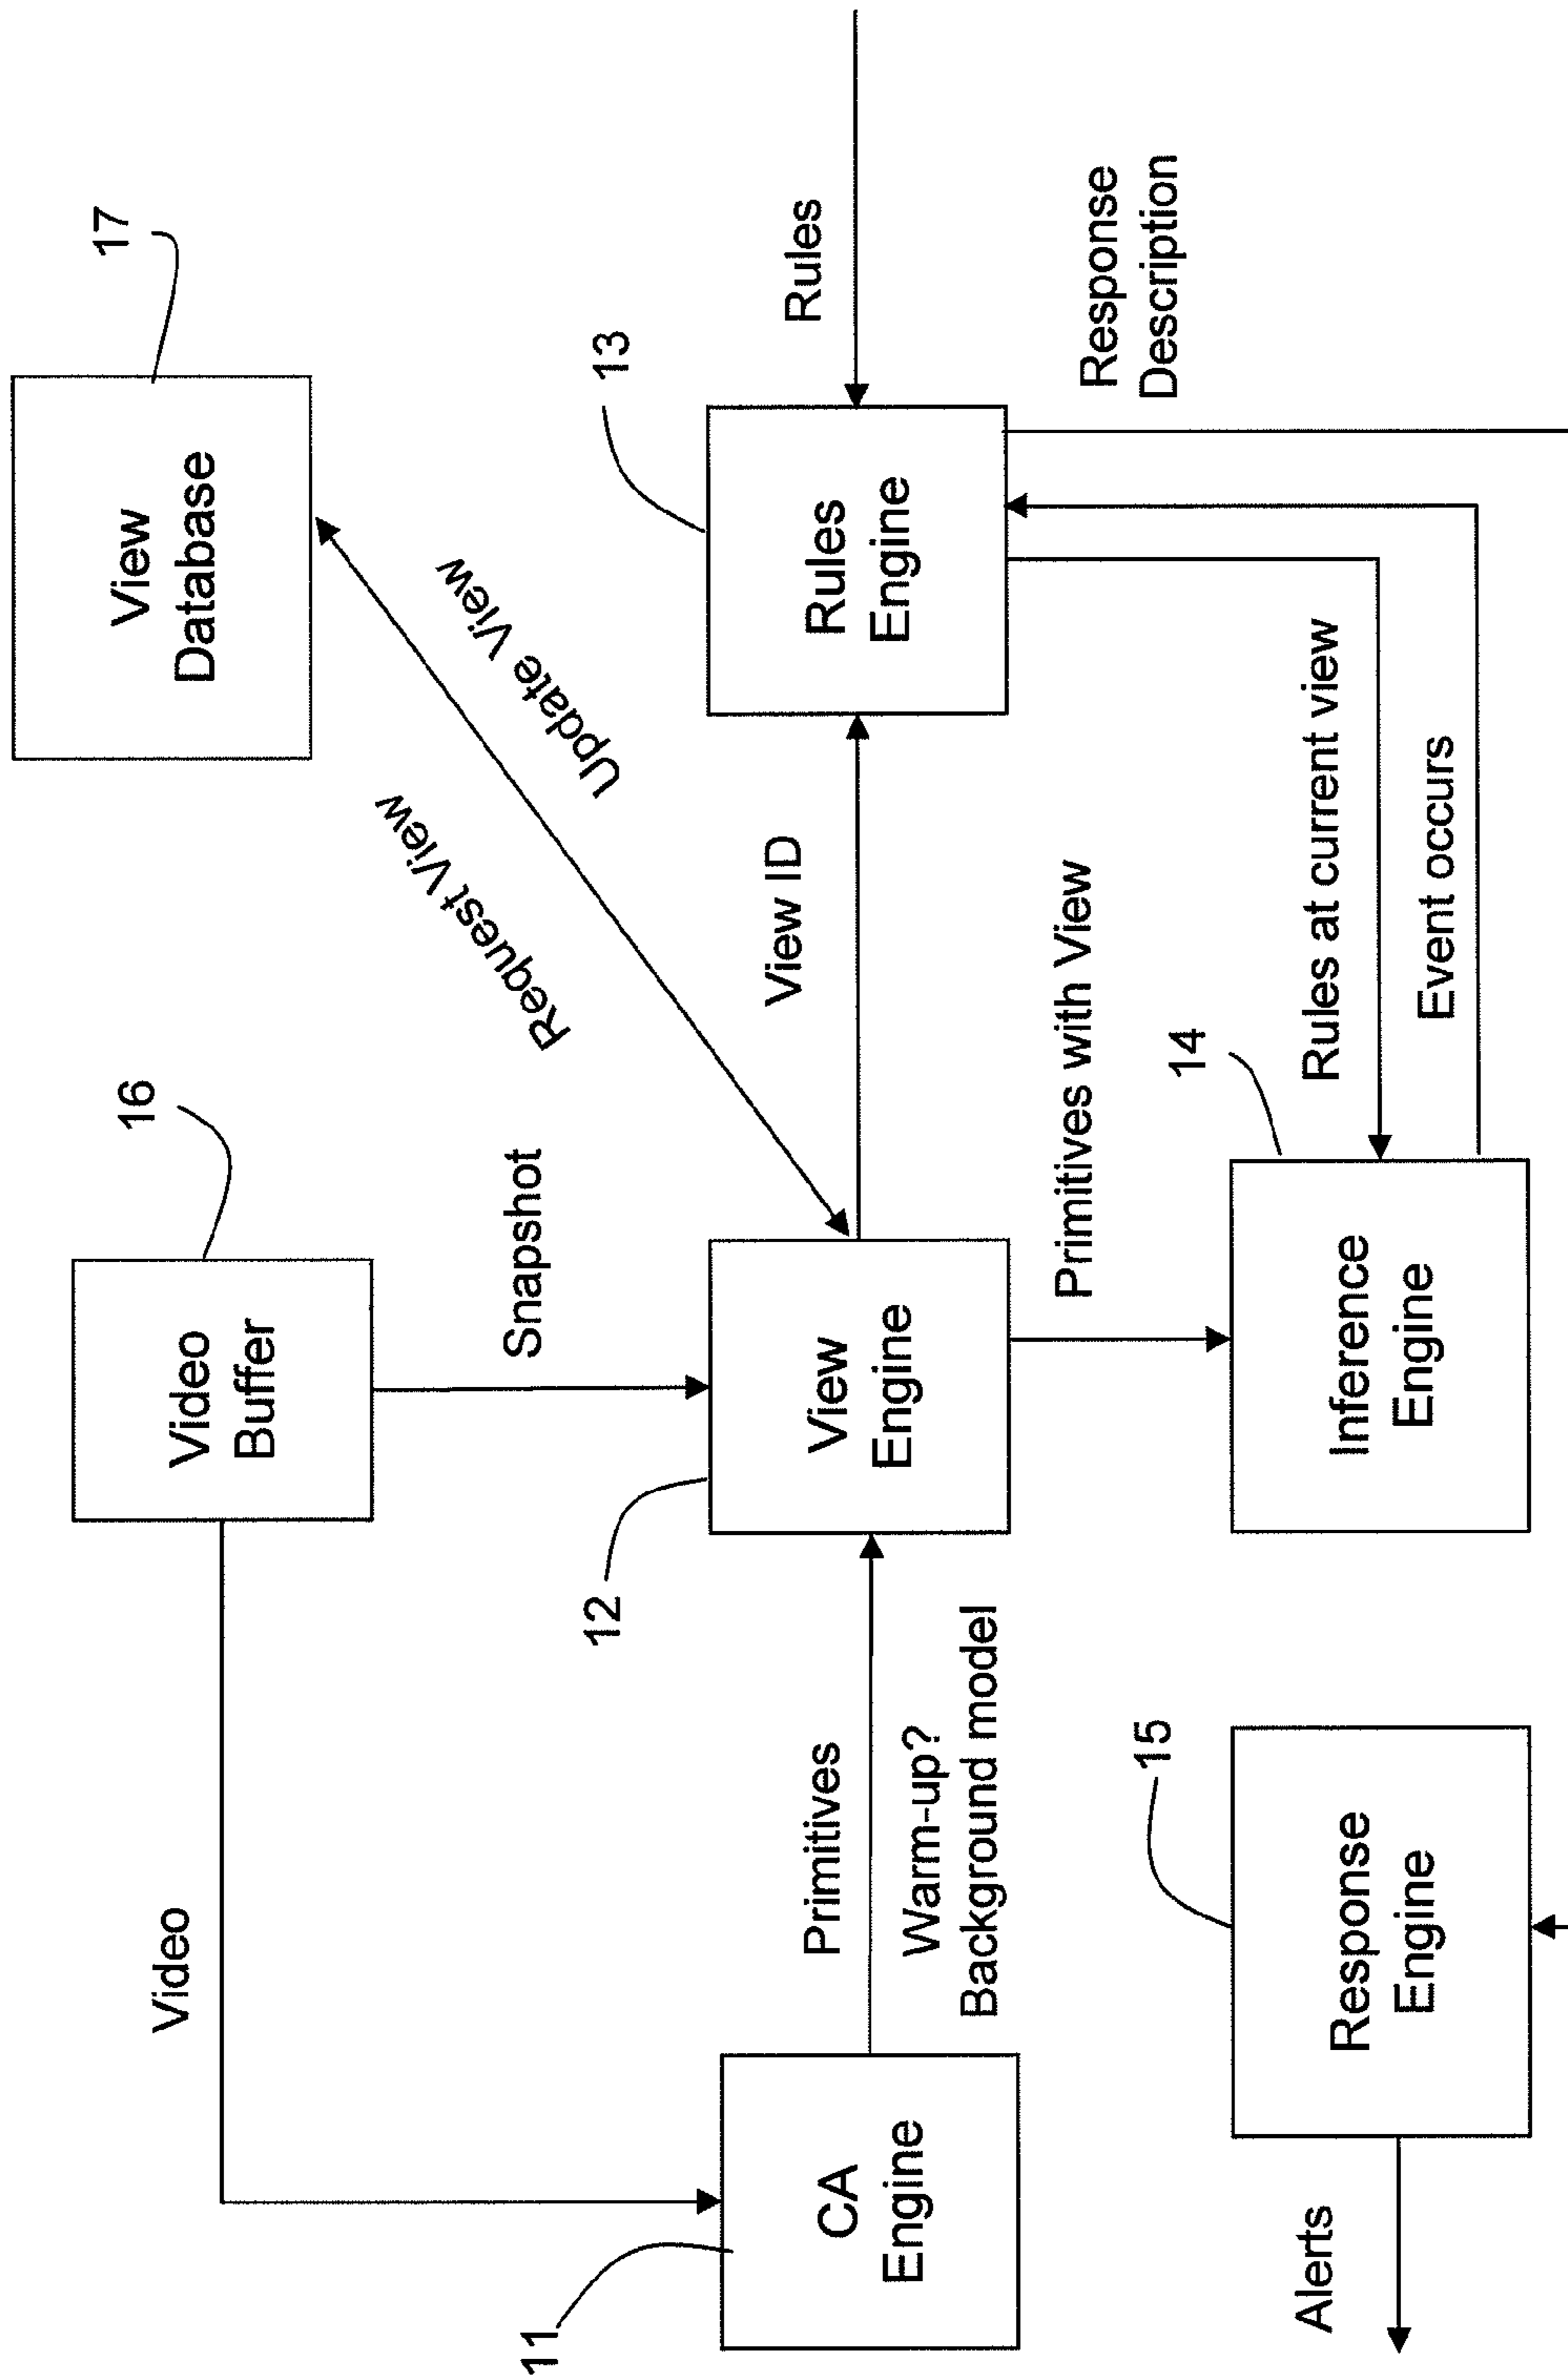 Video
Video
Buffer
16
View
Database
17
Snapshot
Request View
Update View
11
CA
Engine
Primitives
Warm-up?
Background model
12
View
Engine
View ID
13
Rules
Engine
Rules
Primitives with View
Response
Description
Alerts
Response
Engine
15
Inference
Engine
14
Rules at current view
Event occurs